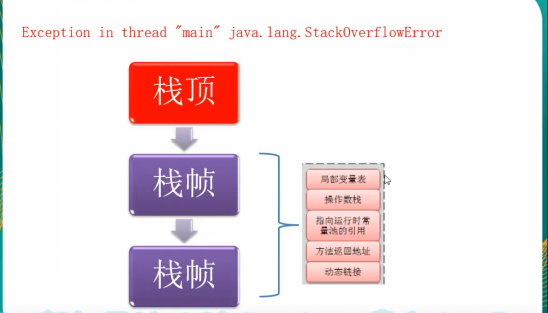 Exception in thread "main" java.lang.StackOverflowError
栈顶
栈帧
栈帧
局部变量表
操作数栈
指向运行时常
量池的引用
方法返回地址
动态链接